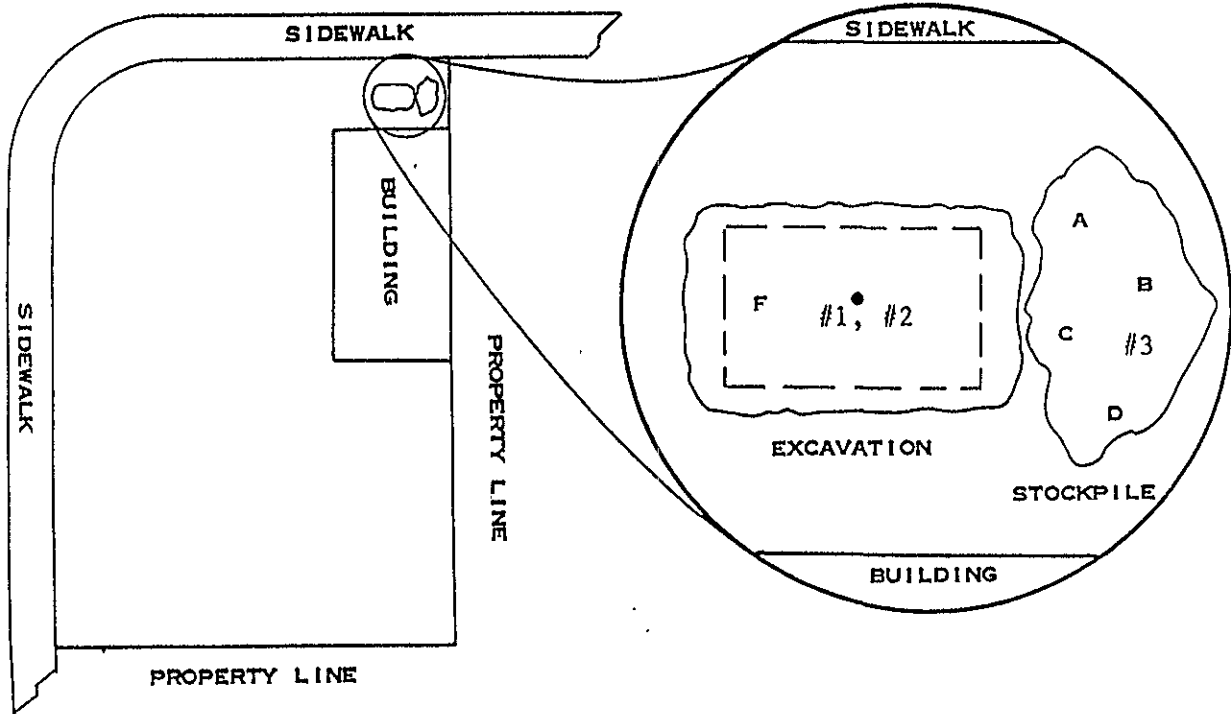 SIDEWALK
SIDEWALK
BUILDING
PROPERTY LINE
PROPERTY LINE
SIDEWALK
A
B
F
#1, #2
C
#3
D
EXCAVATION
STOCKPILE
BUILDING